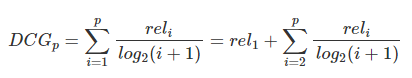 $DCG_p = \sum_{i=1}^{p} \frac{rel_i}{log_2(i+1)} = rel_1 + \sum_{i=2}^{p} \frac{rel_i}{log_2(i+1)}$